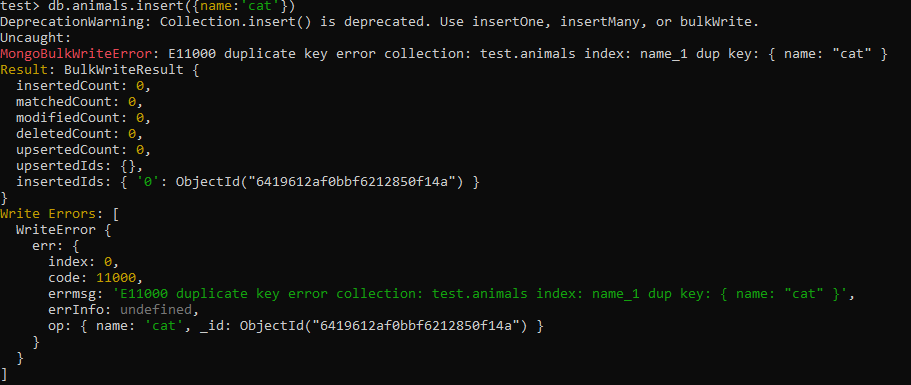 test> db.animals.insert({name:'cat'})
DeprecationWarning: Collection.insert() is deprecated. Use insertOne, insertMany, or bulkWrite.
Uncaught:
MongoBulkWriteError: E11000 duplicate key error collection: test.animals index: name_1 dup key: { name: "cat" }
Result: BulkWriteResult {
  insertedCount: 0,
  matchedCount: 0,
  modifiedCount: 0,
  deletedCount: 0,
  upsertedCount: 0,
  upsertedIds: {},
  insertedIds: { '0': ObjectId("6419612af0bbf6212850f14a") }
}
Write Errors: [
  WriteError {
    err: {
      index: 0,
      code: 11000,
      errmsg: 'E11000 duplicate key error collection: test.animals index: name_1 dup key: { name: "cat" }',
      errInfo: undefined,
      op: { name: 'cat', _id: ObjectId("6419612af0bbf6212850f14a") }
    }
  }
]